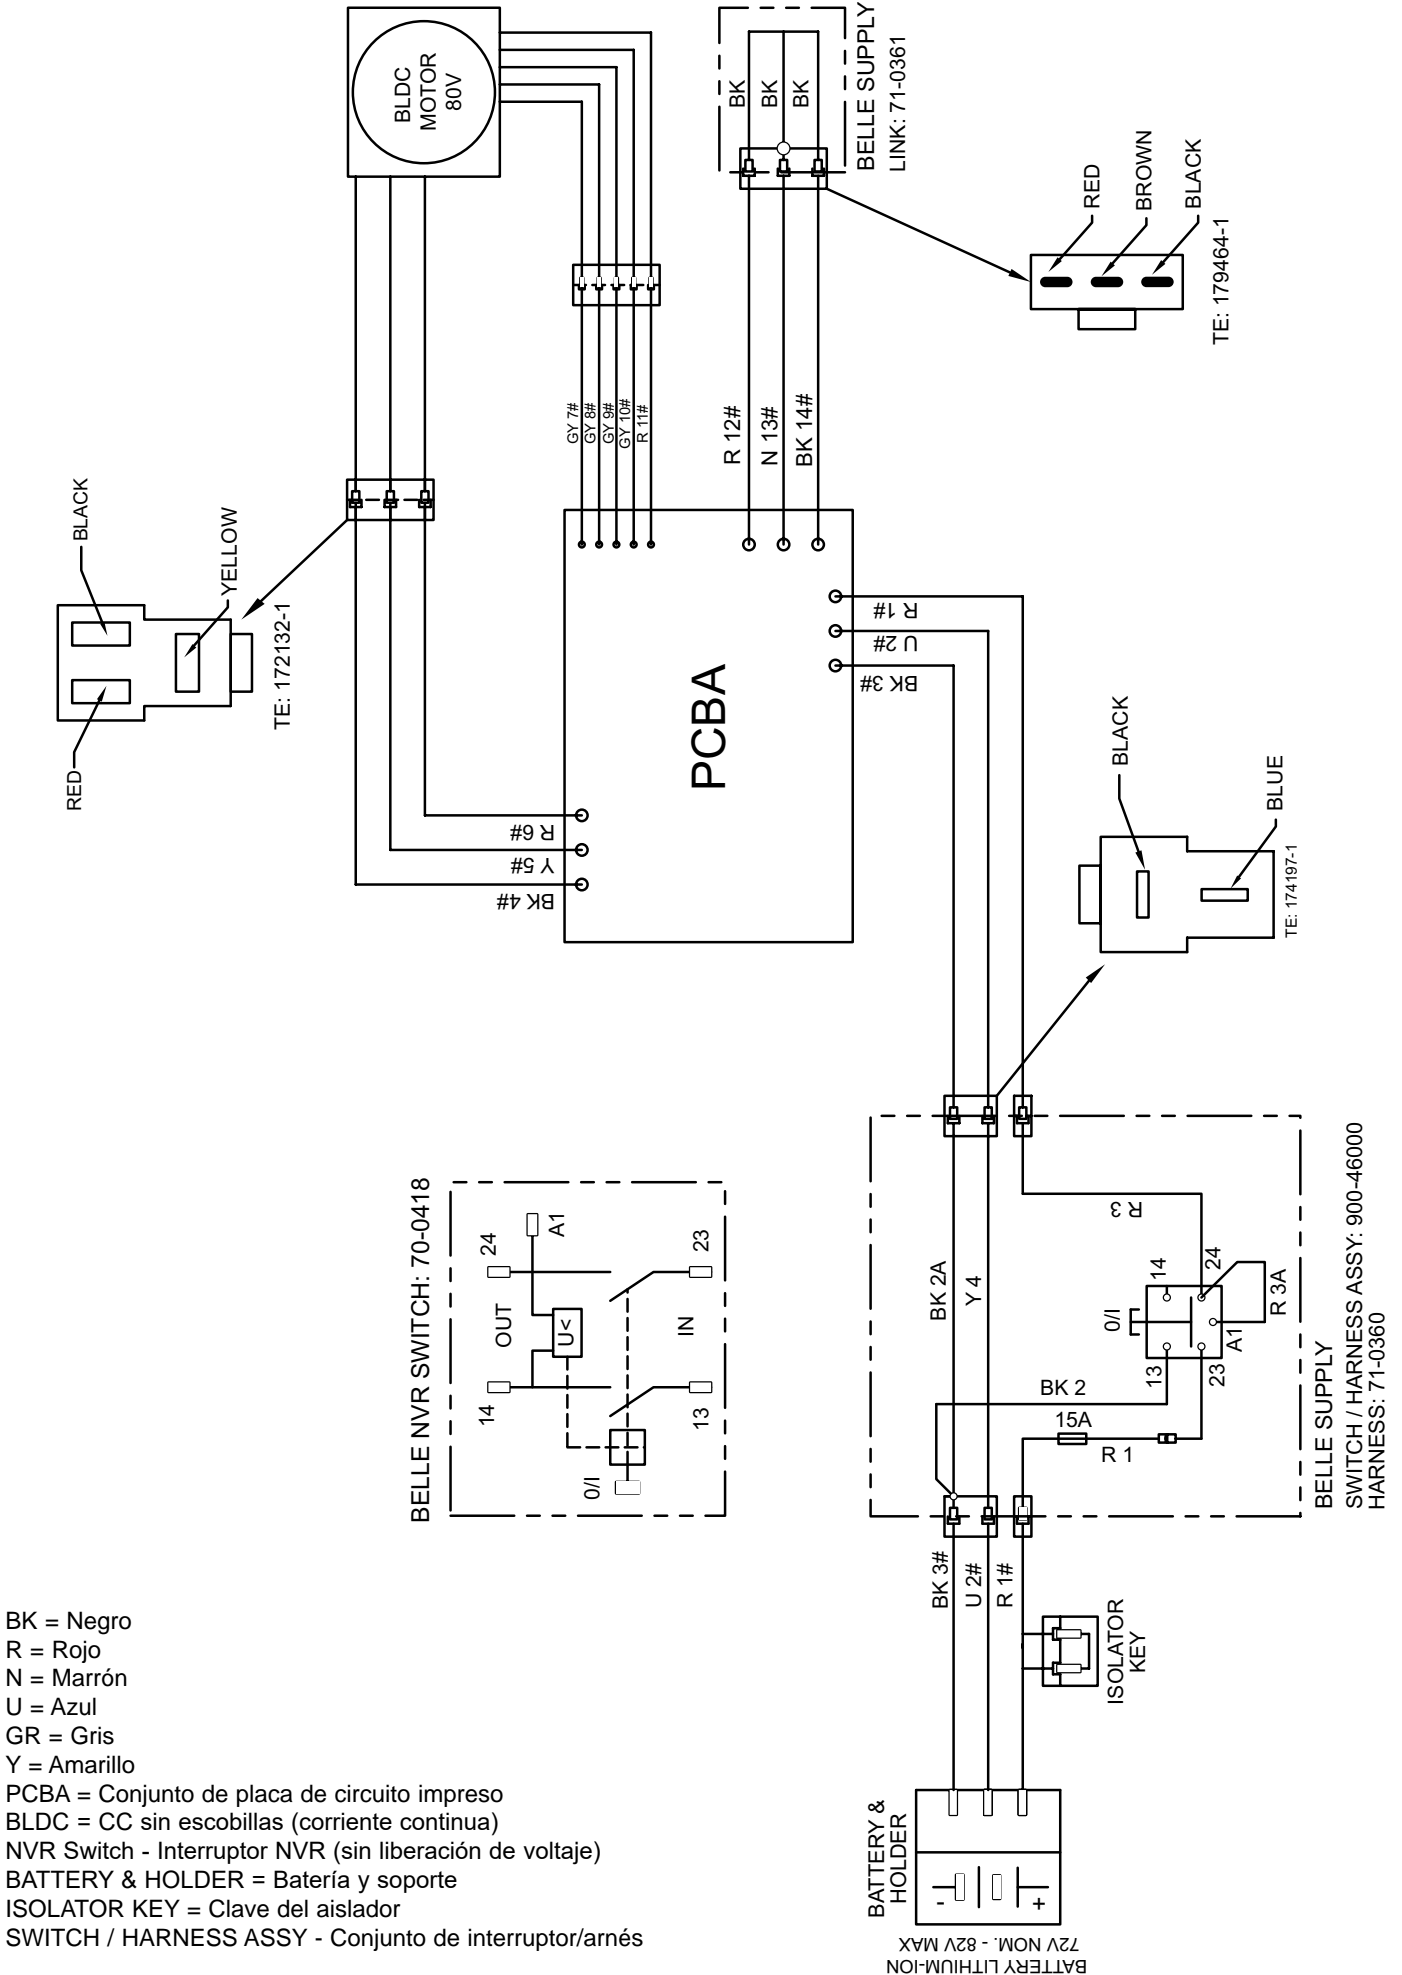 BLDC
MOTOR
80V
BELLE SUPPLY
LINK: 71-0361
BK
BK
BK
RED
BROWN
BLACK
TE: 179464-1
BLACK
YELLOW
RED
TE: 172132-1
GY 7#
GY 8#
GY 9#
GY 10#
R 11#
R 12#
N 13#
BK 14#
PCBA
R 1#
U 2#
BK 3#
R 6#
Y 5#
BK 4#
BLACK
BLUE
TE: 174197-1
BELLE NVR SWITCH: 70-0418
24
A1
OUT
14
U<
23
IN
13
0/I
BK 2A
Y 4
R 3
14
24
0/I
R 3A
A1
13
23
BK 2
15A
R 1
BELLE SUPPLY
SWITCH / HARNESS ASSY: 900-46000
HARNESS: 71-0360
BK 3#
U 2#
R 1#
ISOLATOR
KEY
BATTERY &
HOLDER
-
+
BATTERY LITHIUM-ION
72V NOM. - 82V MAX
BK = Negro
R = Rojo
N = Marrón
U = Azul
GR = Gris
Y = Amarillo
PCBA = Conjunto de placa de circuito impreso
BLDC = CC sin escobillas (corriente continua)
NVR Switch - Interruptor NVR (sin liberación de voltaje)
BATTERY & HOLDER = Batería y soporte
ISOLATOR KEY = Clave del aislador
SWITCH / HARNESS ASSY - Conjunto de interruptor/arnés